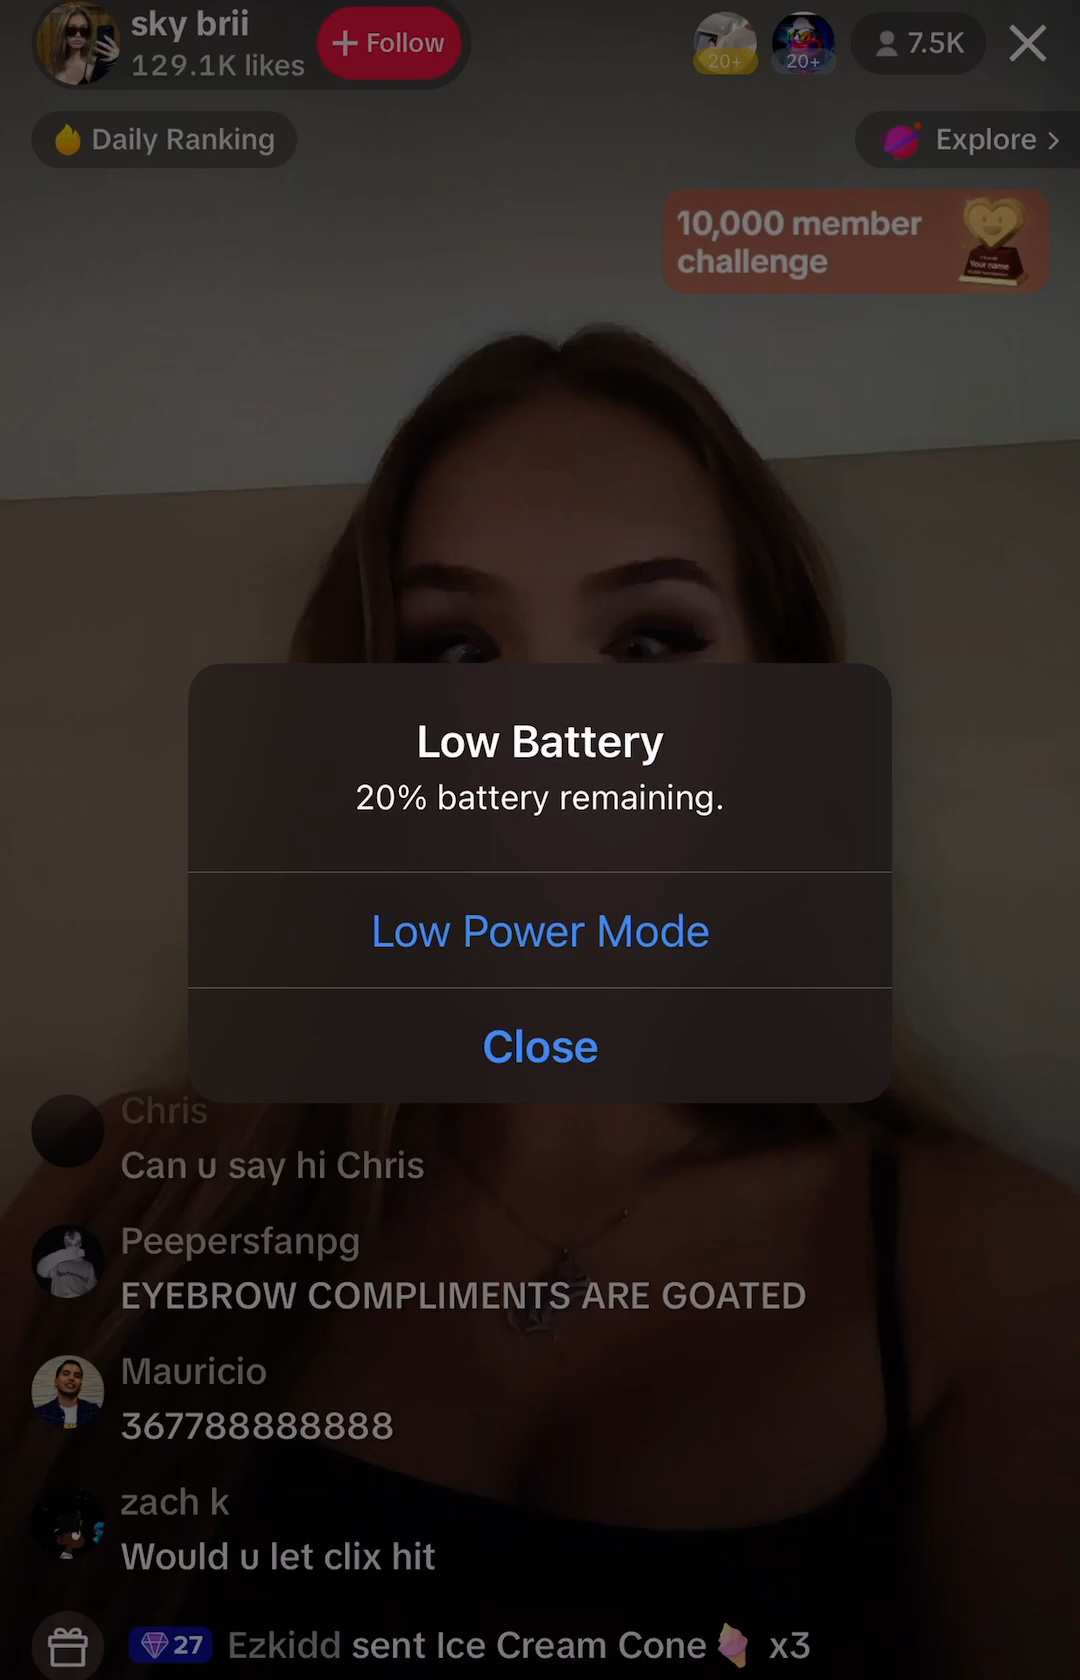 sky brii
129.1K likes
+ Follow
20+
20+
7.5K
Daily Ranking
Explore >
10,000 member
challenge
Your name
Low Battery
20% battery remaining.
Low Power Mode
Close
Chris
Can u say hi Chris
Peepersfanpg
EYEBROW COMPLIMENTS ARE GOATED
Mauricio
367788888888
zach k
Would u let clix hit
27 Ezkidd sent Ice Cream Cone🍦 x3